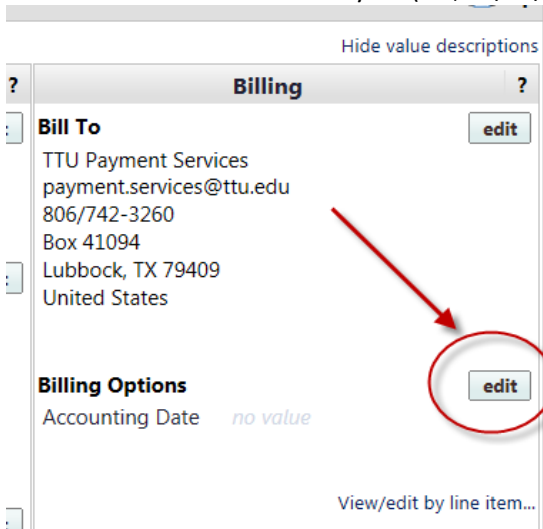 Hide value descriptions
?
Billing ?
Bill To edit
TTU Payment Services
payment.services@ttu.edu
806/742-3260
Box 41094
Lubbock, TX 79409
United States
Billing Options edit
Accounting Date no value
View/edit by line item...